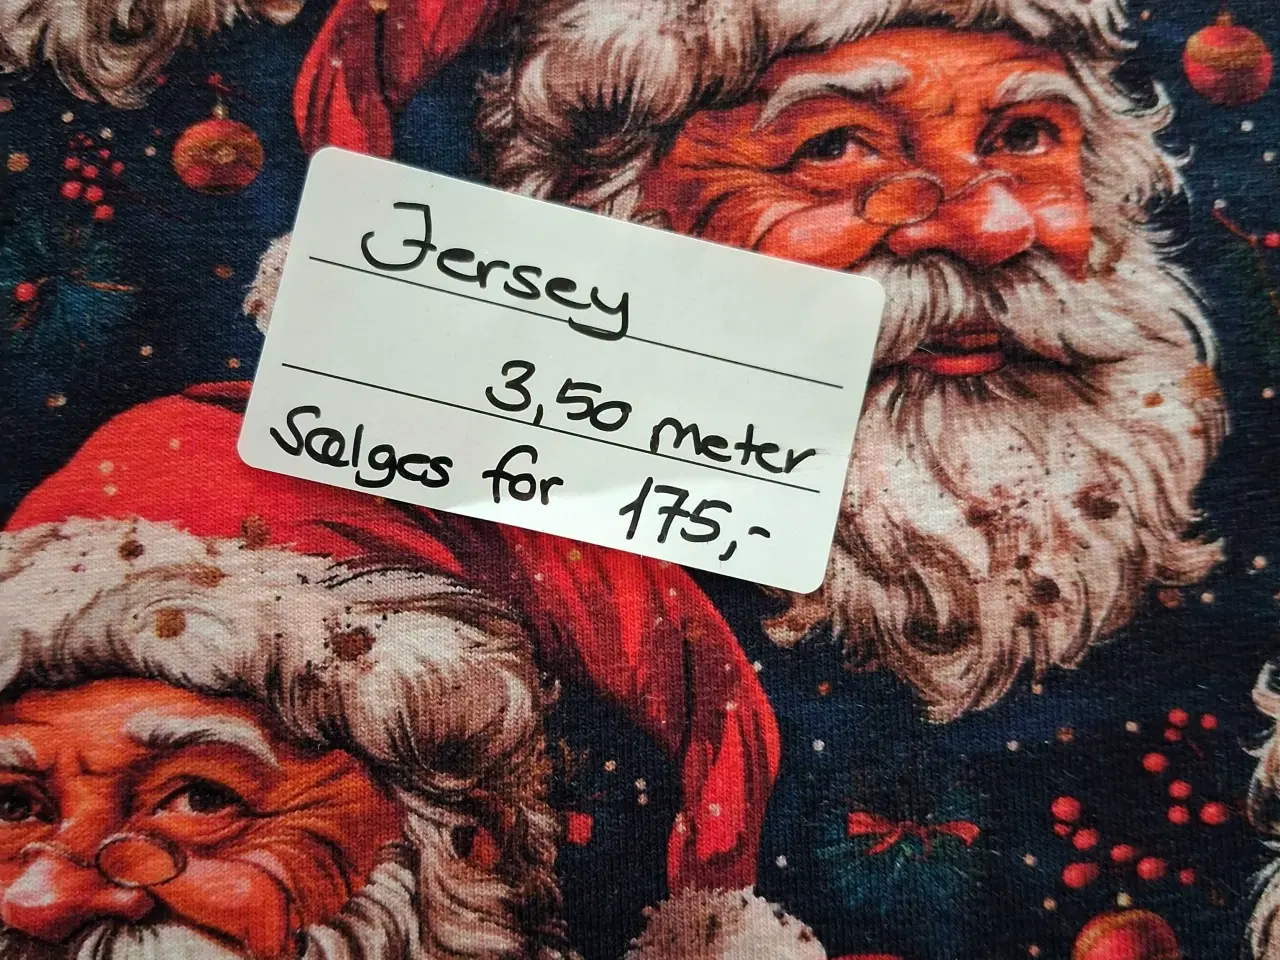 Jersey
3,50 meter
Sælges for 175,-